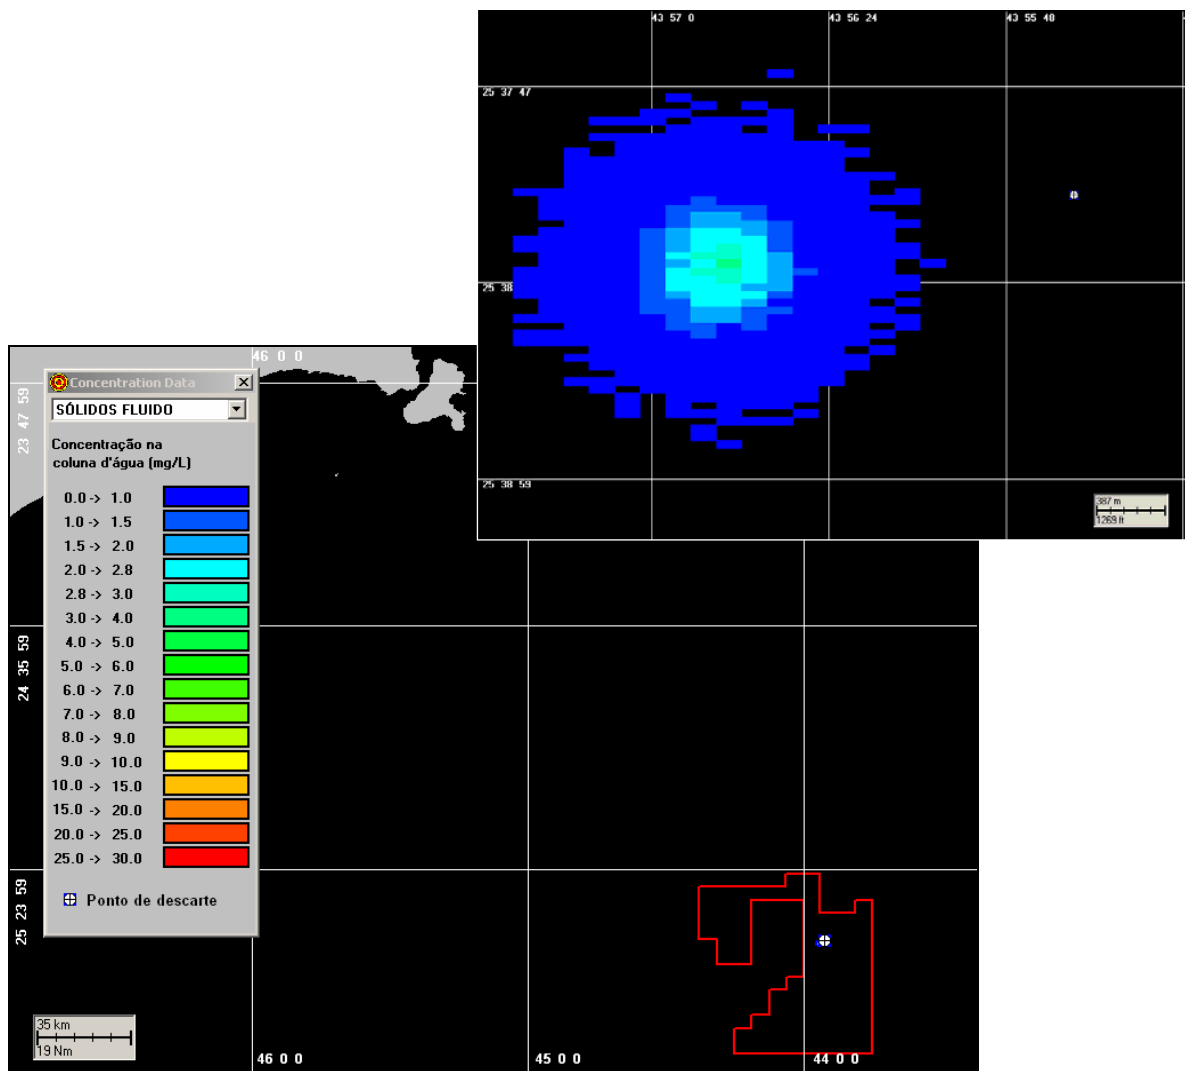 43 57 0
43 56 24
43 55 48
25 37 47
25 38
25 38 59
387 m
1269 ft
46 0 0
23 47 59
24 35 59
25 23 59
Concentration Data
SÓLIDOS FLUIDO
Concentração na
coluna d'água (mg/L)
0.0 -> 1.0
1.0 -> 1.5
1.5 -> 2.0
2.0 -> 2.8
2.8 -> 3.0
3.0 -> 4.0
4.0 -> 5.0
5.0 -> 6.0
6.0 -> 7.0
7.0 -> 8.0
8.0 -> 9.0
9.0 -> 10.0
10.0 -> 15.0
15.0 -> 20.0
20.0 -> 25.0
25.0 -> 30.0
Ponto de descarte
35 km
19 Nm
46 0 0
45 0 0
44 0 0